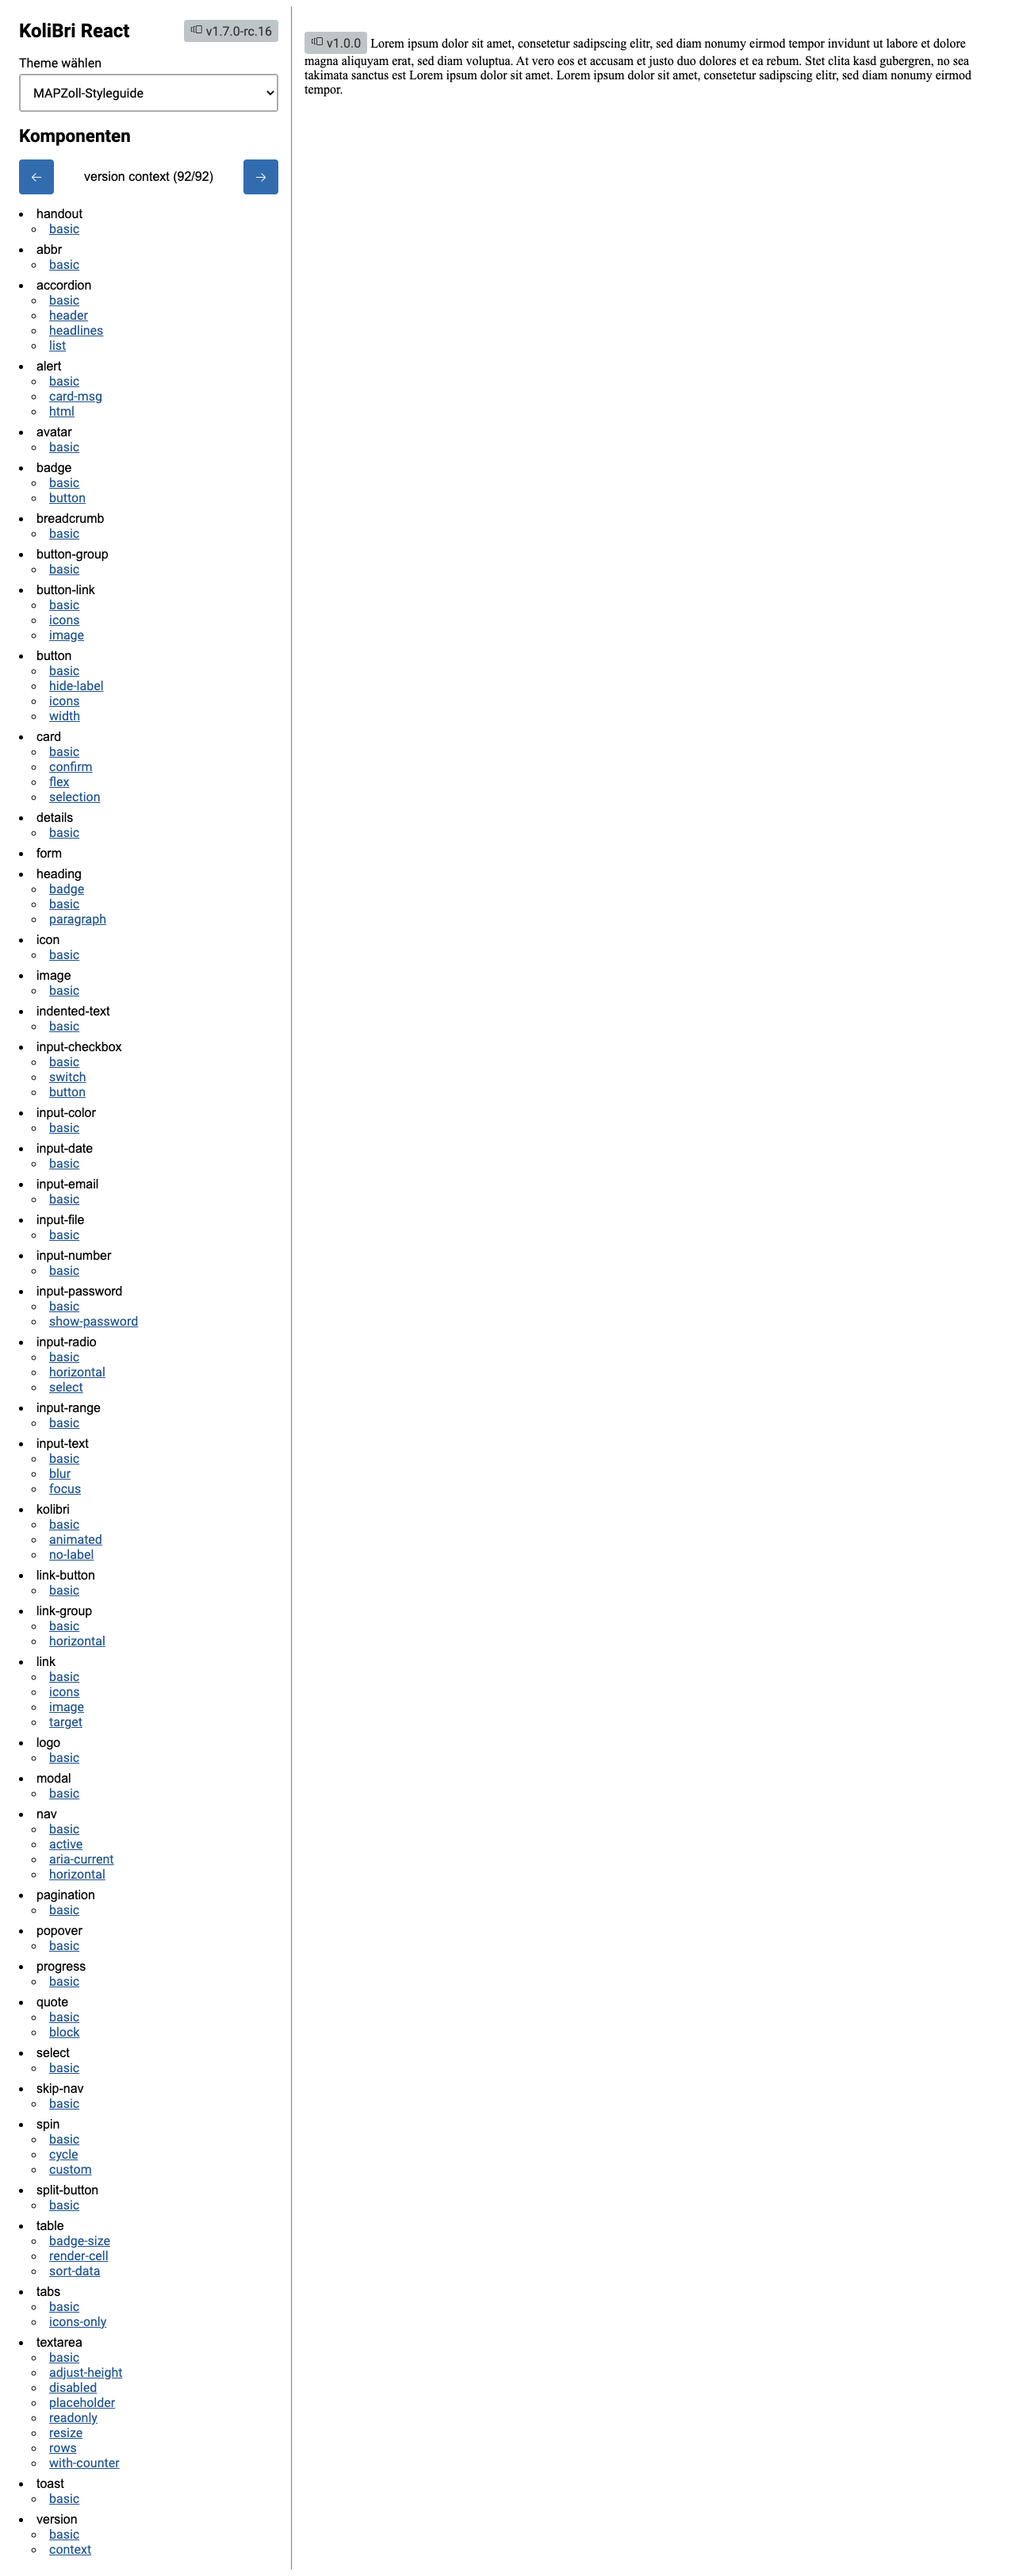 KoliBri React
v1.7.0-rc.16
Theme wählen
MAPZoll-Styleguide
Komponenten
version context (92/92)
handout
basic
abbr
basic
accordion
basic
header
headlines
list
alert
basic
card-msg
html
avatar
basic
badge
basic
button
breadcrumb
basic
button-group
basic
button-link
basic
icons
image
button
basic
hide-label
icons
width
card
basic
confirm
flex
selection
details
basic
form
heading
badge
basic
paragraph
icon
basic
image
basic
indented-text
basic
input-checkbox
basic
switch
button
input-color
basic
input-date
basic
input-email
basic
input-file
basic
input-number
basic
input-password
basic
show-password
input-radio
basic
horizontal
select
input-range
basic
input-text
basic
blur
focus
kolibri
basic
animated
no-label
link-button
basic
link-group
basic
horizontal
link
basic
icons
image
target
logo
basic
modal
basic
nav
basic
active
aria-current
horizontal
pagination
basic
popover
basic
progress
basic
quote
basic
block
select
basic
skip-nav
basic
spin
basic
cycle
custom
split-button
basic
table
badge-size
render-cell
sort-data
tabs
basic
icons-only
textarea
basic
adjust-height
disabled
placeholder
readonly
resize
rows
with-counter
toast
basic
version
basic
context
v1.0.0 Lorem ipsum dolor sit amet, consetetur sadipscing elitr, sed diam nonumy eirmod tempor invidunt ut labore et dolore
magna aliquyam erat, sed diam voluptua. At vero eos et accusam et justo duo dolores et ea rebum. Stet clita kasd gubergren, no sea
takimata sanctus est Lorem ipsum dolor sit amet. Lorem ipsum dolor sit amet, consetetur sadipscing elitr, sed diam nonumy eirmod
tempor.